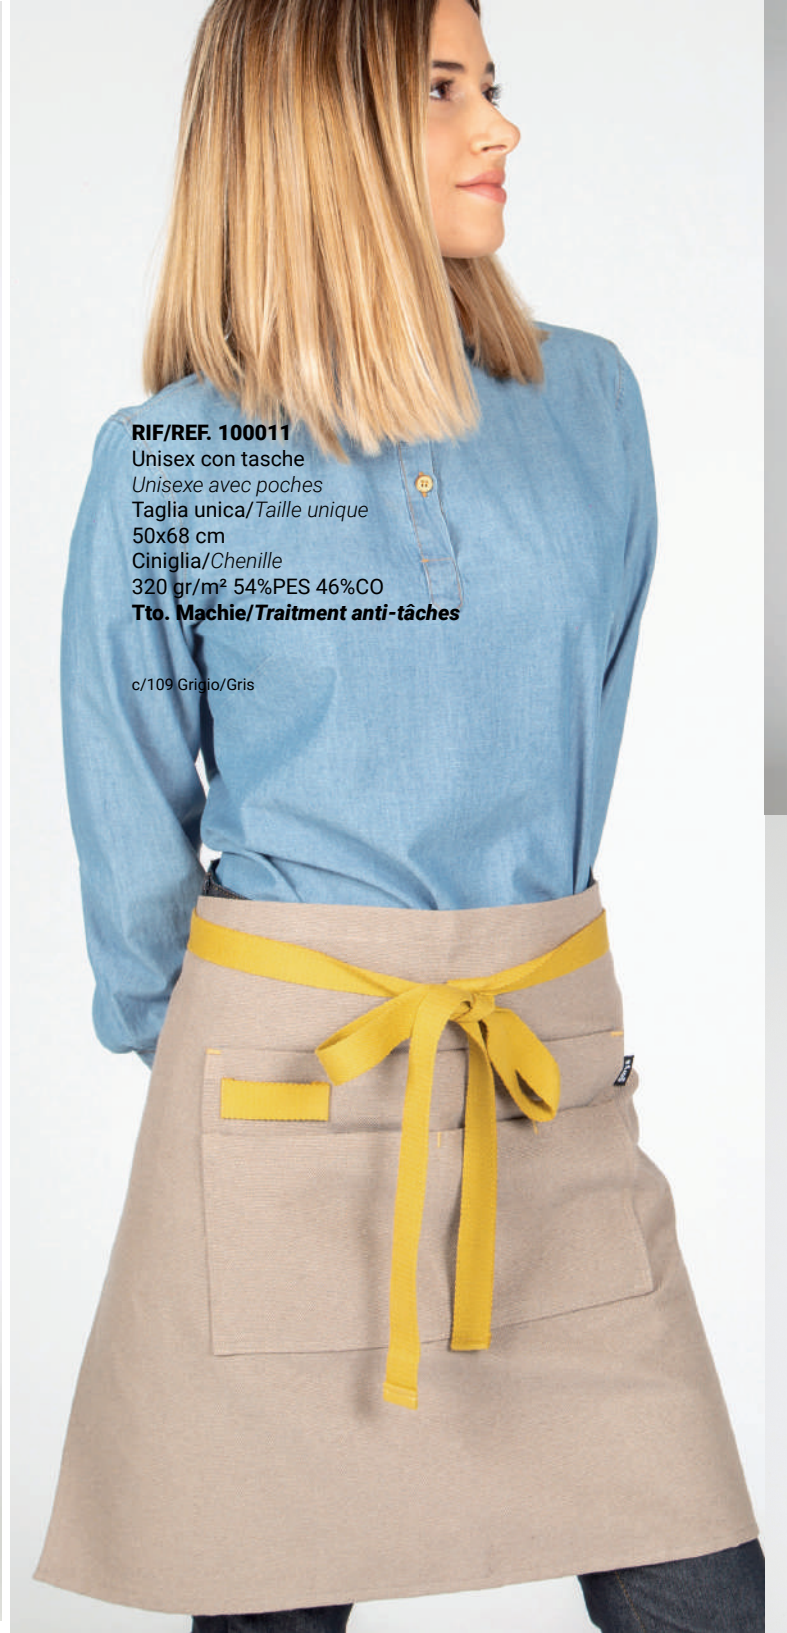 RIF/REF. 100011
Unisex con tasche
Unisexe avec poches
Taglia unica/Taille unique
50x68 cm
Ciniglia/Chenille
320 gr/m² 54%PES 46%CO
Tto. Machie/Traitment anti-tâches
c/109 Grigio/Gris